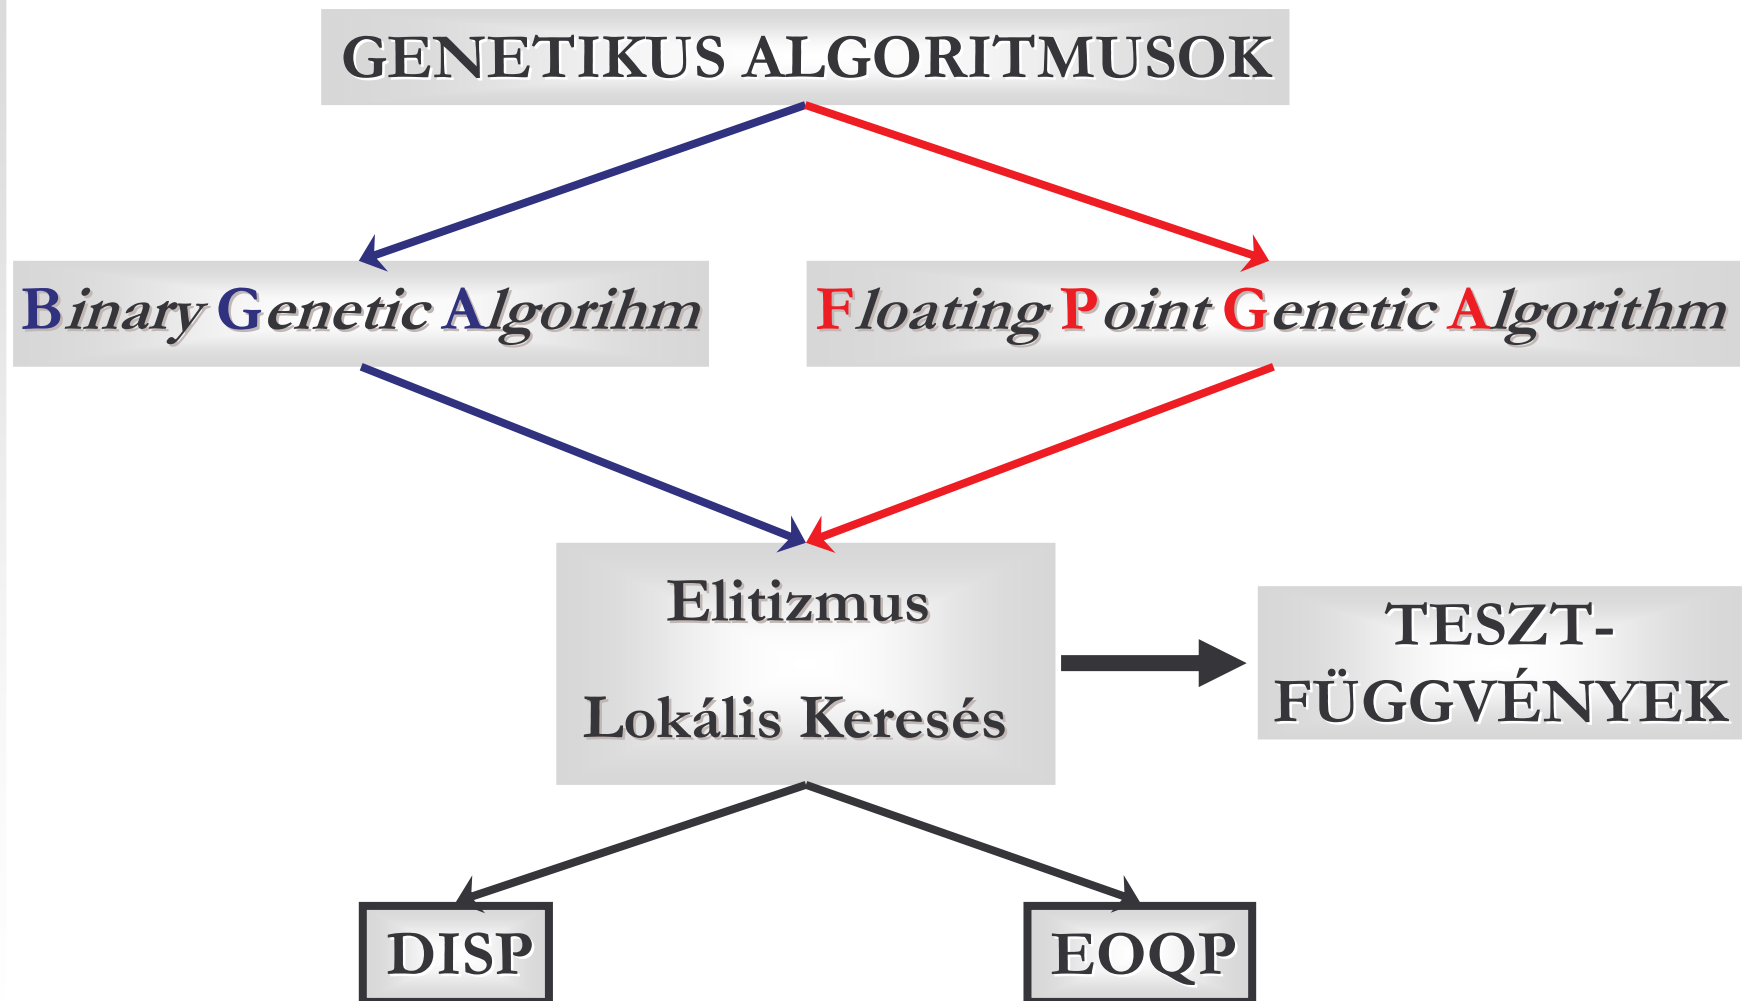 GENETIKUS ALGORITMUSOK
Binary Genetic Algorihm
Floating Point Genetic Algorithm
Elitizmus
Lokális Keresés
TESZT-
FÜGGVÉNYEK
DISP
EOQP